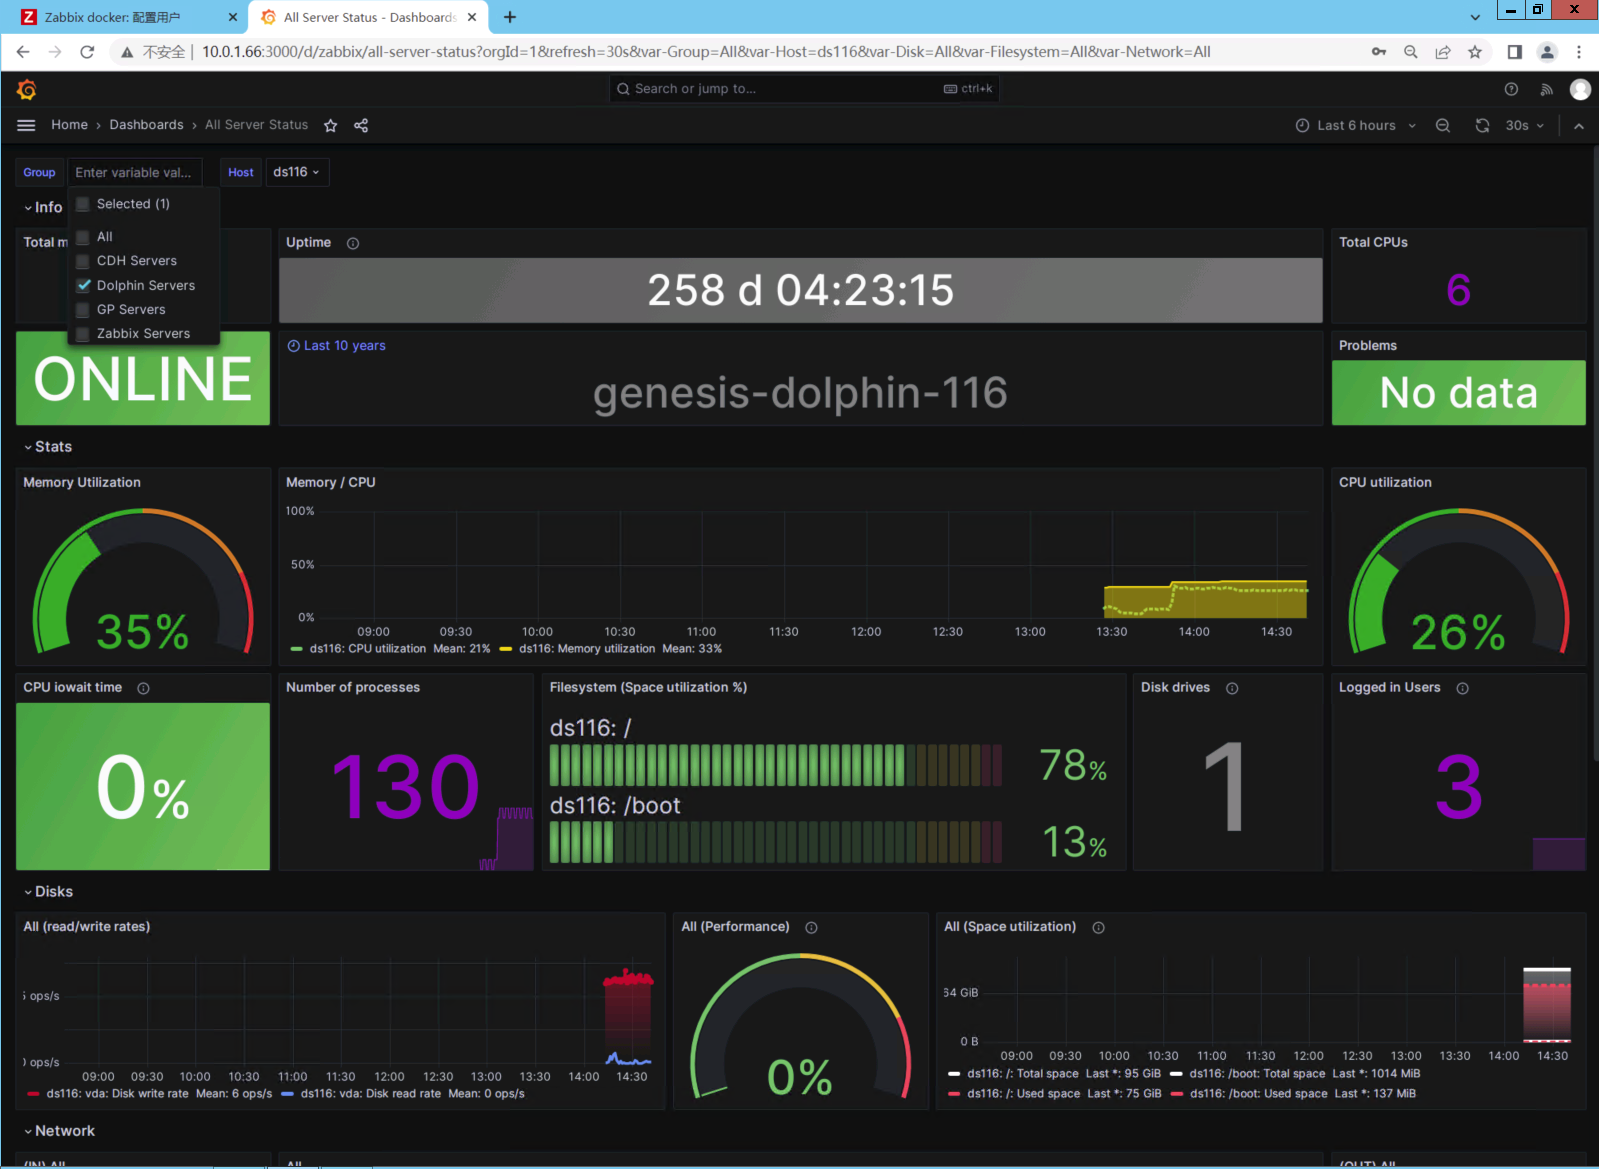 Zabbix docker: 配置用户
All Server Status - Dashboards
不安全 | 10.0.1.66:3000/d/zabbix/all-server-status?orgId=1&refresh=30s&var-Group=All&var-Host=ds116&var-Disk=All&var-Filesystem=All&var-Network=All
Search or jump to... ctrl+k
Home › Dashboards › All Server Status
Last 6 hours 30s
Group Enter variable val... Host ds116
Selected (1)
All
CDH Servers
Dolphin Servers
GP Servers
Zabbix Servers
Info
Total m
Uptime
258 d 04:23:15
Total CPUs
6
ONLINE
Last 10 years
genesis-dolphin-116
Problems
No data
Stats
Memory Utilization
35%
Memory / CPU
100%
50%
0%
09:00 09:30 10:00 10:30 11:00 11:30 12:00 12:30 13:00 13:30 14:00 14:30
ds116: CPU utilization Mean: 21% ds116: Memory utilization Mean: 33%
CPU utilization
26%
CPU iowait time
0%
Number of processes
130
Filesystem (Space utilization %)
ds116: /
78%
ds116: /boot
13%
Disk drives
1
Logged in Users
3
Disks
All (read/write rates)
5 ops/s
0 ops/s
09:00 09:30 10:00 10:30 11:00 11:30 12:00 12:30 13:00 13:30 14:00 14:30
ds116: vda: Disk write rate Mean: 6 ops/s ds116: vda: Disk read rate Mean: 0 ops/s
All (Performance)
0%
All (Space utilization)
64 GiB
0 B
09:00 09:30 10:00 10:30 11:00 11:30 12:00 12:30 13:00 13:30 14:00 14:30
ds116: /: Total space Last *: 95 GiB ds116: /boot: Total space Last *: 1014 MiB
ds116: /: Used space Last *: 75 GiB ds116: /boot: Used space Last *: 137 MiB
Network
(IN) All
All
(OUT) All